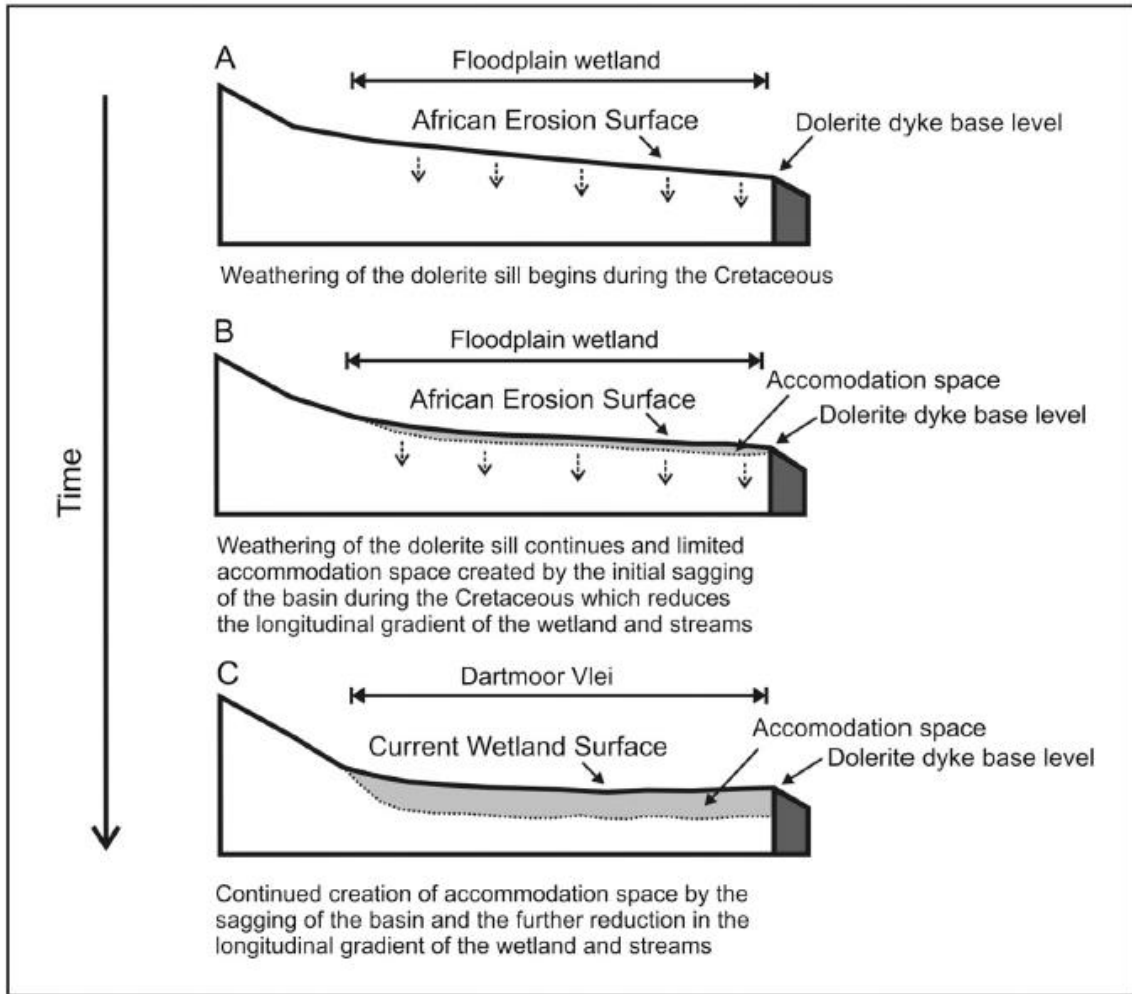 Time
A
Floodplain wetland
African Erosion Surface
Dolerite dyke base level
Weathering of the dolerite sill begins during the Cretaceous
B
Floodplain wetland
Accomodation space
African Erosion Surface
Dolerite dyke base level
Weathering of the dolerite sill continues and limited
accommodation space created by the initial sagging
of the basin during the Cretaceous which reduces
the longitudinal gradient of the wetland and streams
C
Dartmoor Vlei
Accomodation space
Current Wetland Surface
Dolerite dyke base level
Continued creation of accommodation space by the
sagging of the basin and the further reduction in the
longitudinal gradient of the wetland and streams